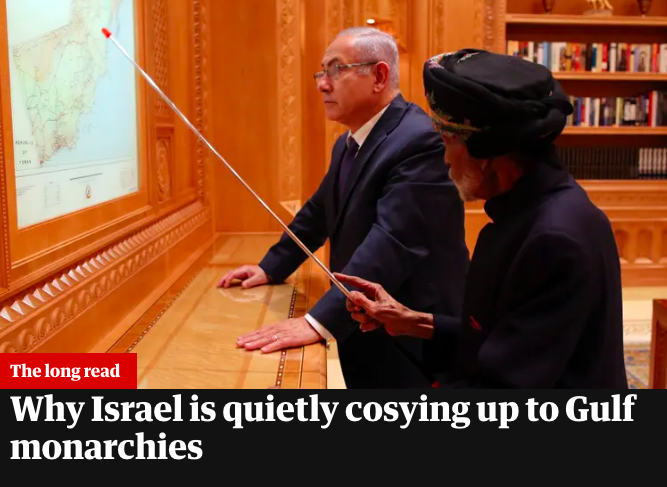 The long read
Why Israel is quietly cosying up to Gulf
monarchies